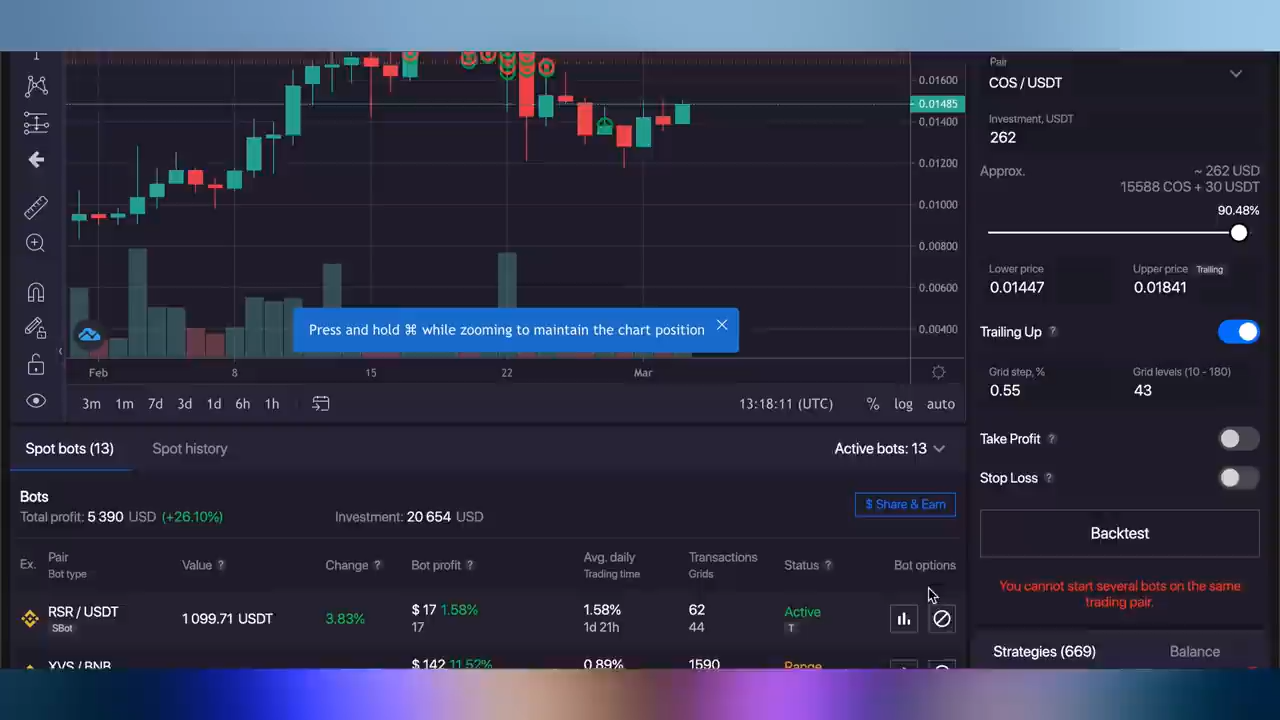 0.01600
0.01485
0.01400
0.01200
0.01000
0.00800
0.00600
0.00400
Press and hold ⌘ while zooming to maintain the chart position
Feb
8
15
22
Mar
3m 1m 7d 3d 1d 6h 1h
13:18:11 (UTC)
% log auto
Spot bots (13)
Spot history
Active bots: 13
Bots
Total profit: 5 390 USD (+26.10%)
Investment: 20 654 USD
$ Share & Earn
Ex.
Pair
Bot type
Value ?
Change ?
Bot profit ?
Avg. daily
Trading time
Transactions
Grids
Status ?
Bot options
RSR / USDT
SBot
1 099.71 USDT
3.83%
$ 17 1.58%
17
1.58%
1d 21h
62
44
Active
T
XVS / BNB
$ 142 11.52%
0.89%
1590
Range
Pair
COS / USDT
Investment, USDT
262
Approx.
~ 262 USD
15588 COS + 30 USDT
90.48%
Lower price
0.01447
Upper price Trailing
0.01841
Trailing Up ?
Grid step, %
0.55
Grid levels (10 - 180)
43
Take Profit ?
Stop Loss ?
Backtest
You cannot start several bots on the same
trading pair.
Strategies (669)
Balance